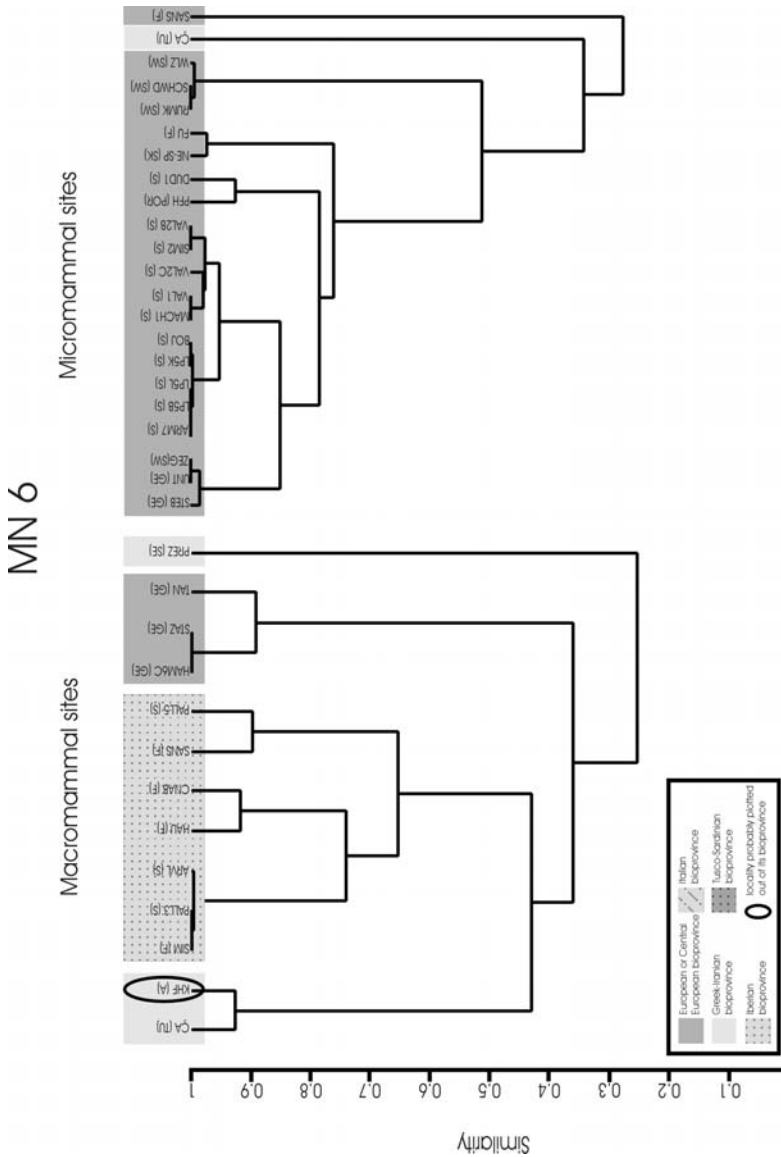 MN 6
Macromammal sites
Micromammal sites
ÇA (TU)
KHF (A)
SIM (F)
PALL3 (S)
ARVL (S)
HAU (F)
CNAB (F)
SANS (F)
PALL5 (S)
HAM6C (GE)
STAZ (GE)
TAN (GE)
PREZ (SE)
STEB (GE)
UNT (GE)
ZEG(SW)
ARM7 (S)
LP5B (S)
LP5L (S)
LP5K (S)
BOU (S)
MACH1 (S)
VAL1 (S)
VAL2C (S)
SIM2 (S)
VAL2B (S)
PFH (POR)
DUD1 (S)
NE-SP (SK)
FU (F)
RUMK (SW)
SCHWD (SW)
WLZ (SW)
ÇA (TU)
SANS (F)
Similarity
1
0.9
0.8
0.7
0.6
0.5
0.4
0.3
0.2
0.1
European or Central
European bioprovince
Italian
bioprovince
Greek-Iranian
bioprovince
Tusco-Sardinian
bioprovince
Iberian
bioprovince
locality probably plotted
out of its bioprovince